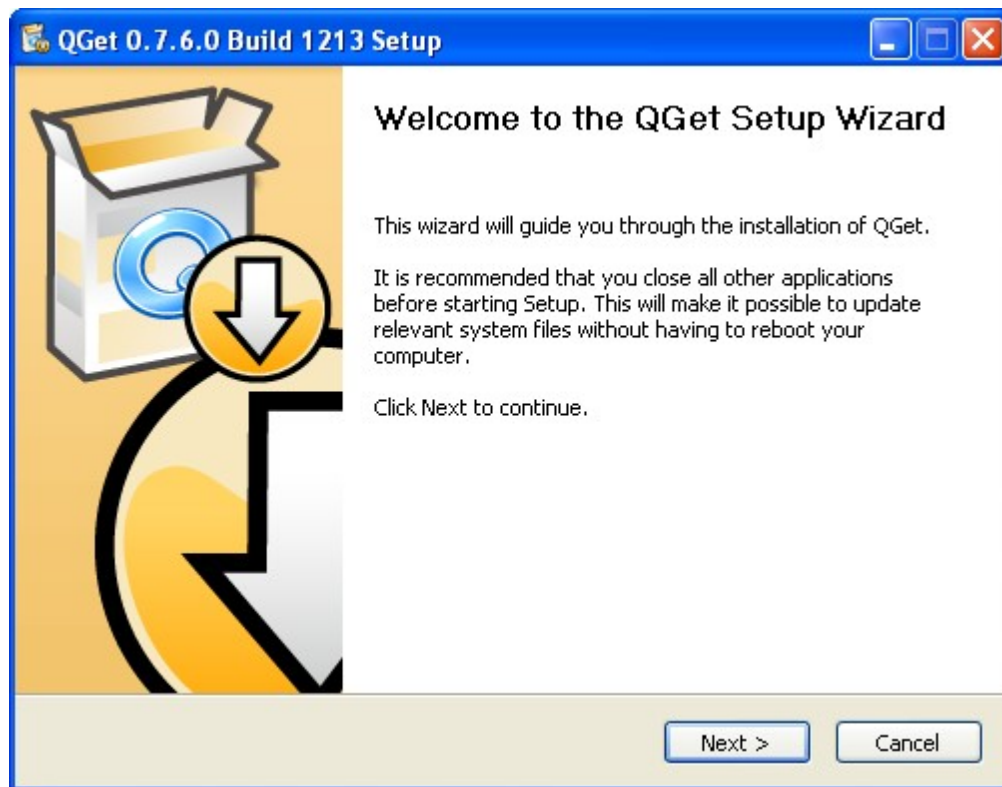 QGet 0.7.6.0 Build 1213 Setup
Welcome to the QGet Setup Wizard
This wizard will guide you through the installation of QGet.
It is recommended that you close all other applications
before starting Setup. This will make it possible to update
relevant system files without having to reboot your
computer.
Click Next to continue.
Q
Next >
Cancel